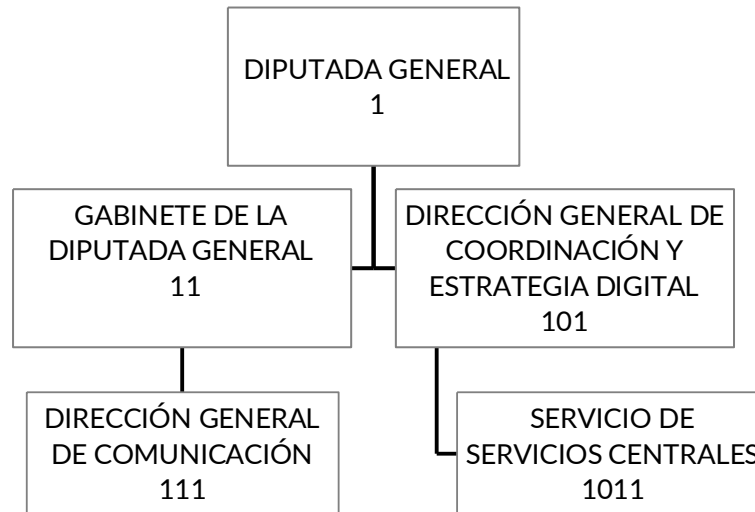 DIPUTADA GENERAL
1
GABINETE DE LA
DIPUTADA GENERAL
11
DIRECCIÓN GENERAL DE
COORDINACIÓN Y
ESTRATEGIA DIGITAL
101
DIRECCIÓN GENERAL
DE COMUNICACIÓN
111
SERVICIO DE
SERVICIOS CENTRALES
1011